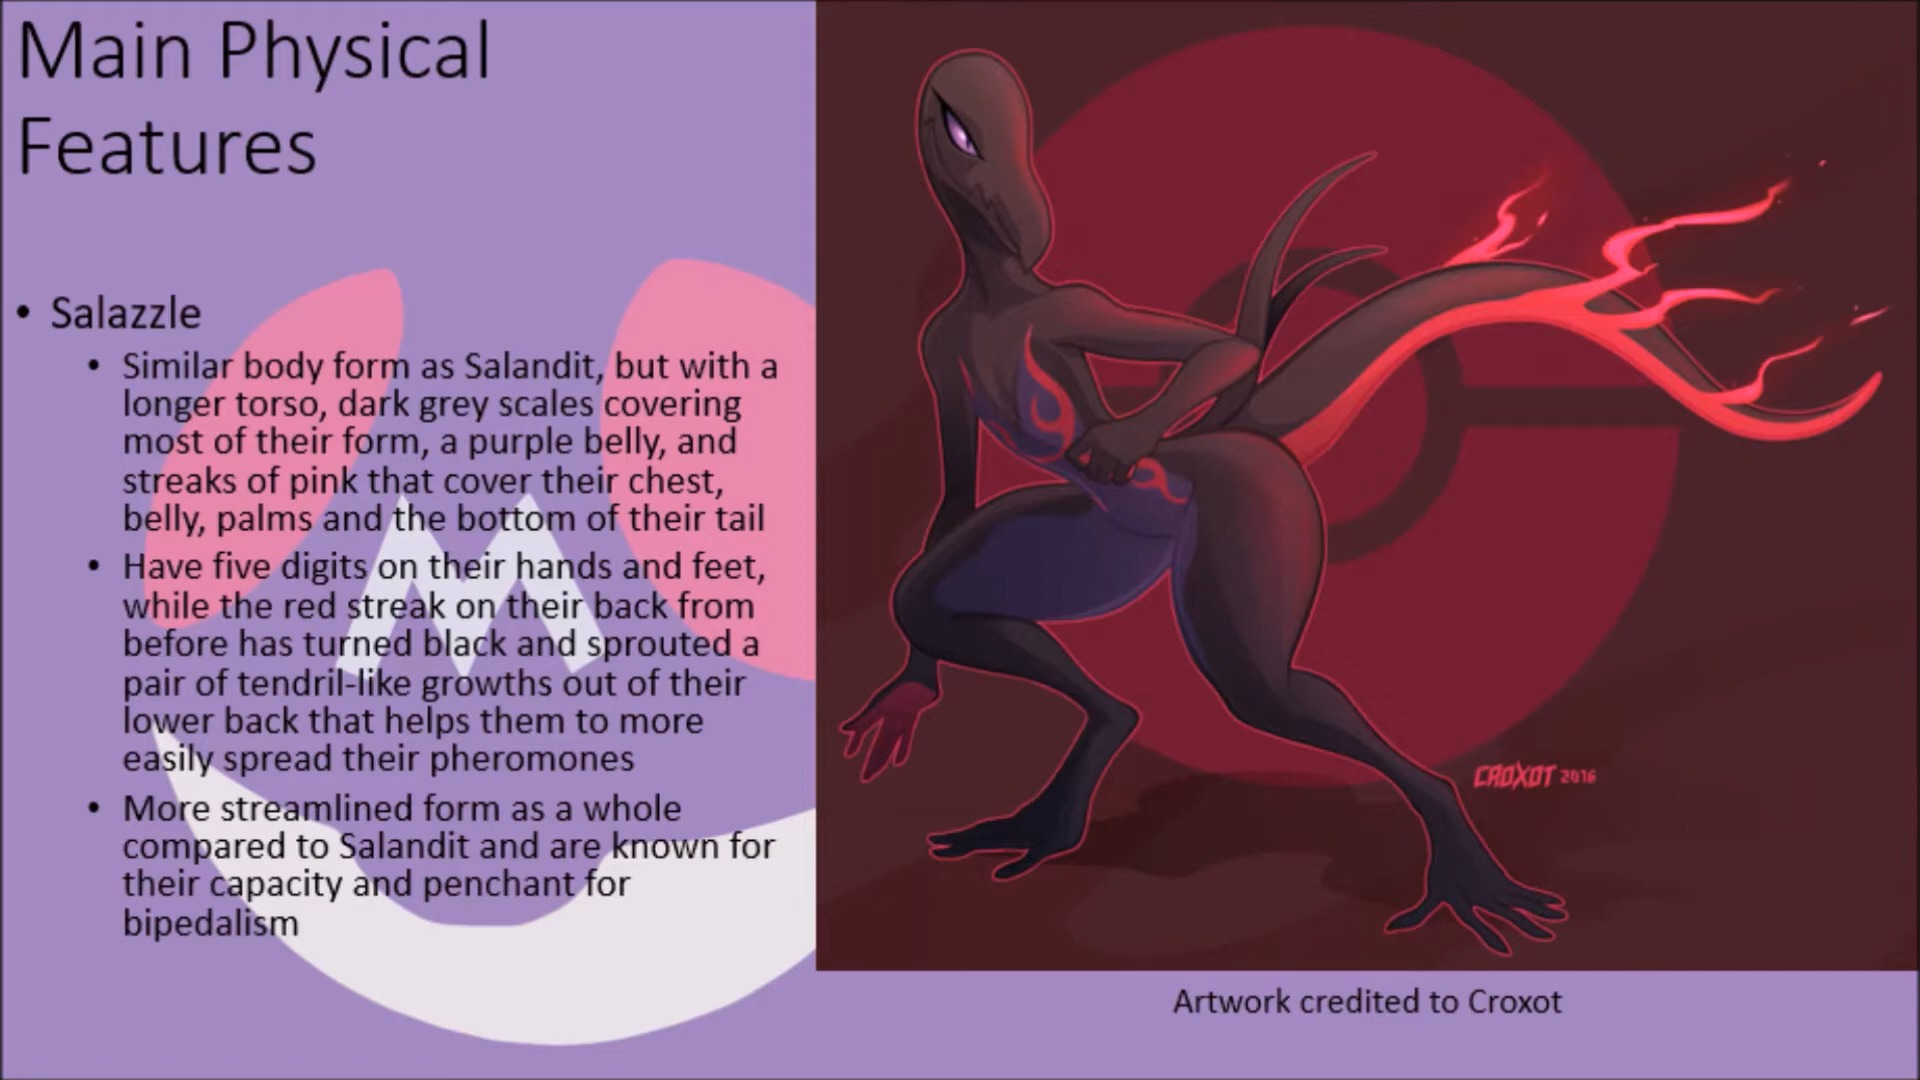 Main Physical
Features
• Salazzle
• Similar body form as Salandit, but with a
longer torso, dark grey scales covering
most of their form, a purple belly, and
streaks of pink that cover their chest,
belly, palms and the bottom of their tail
• Have five digits on their hands and feet,
while the red streak on their back from
before has turned black and sprouted a
pair of tendril-like growths out of their
lower back that helps them to more
easily spread their pheromones
• More streamlined form as a whole
compared to Salandit and are known for
their capacity and penchant for
bipedalism
M
CROXOT 2016
Artwork credited to Croxot